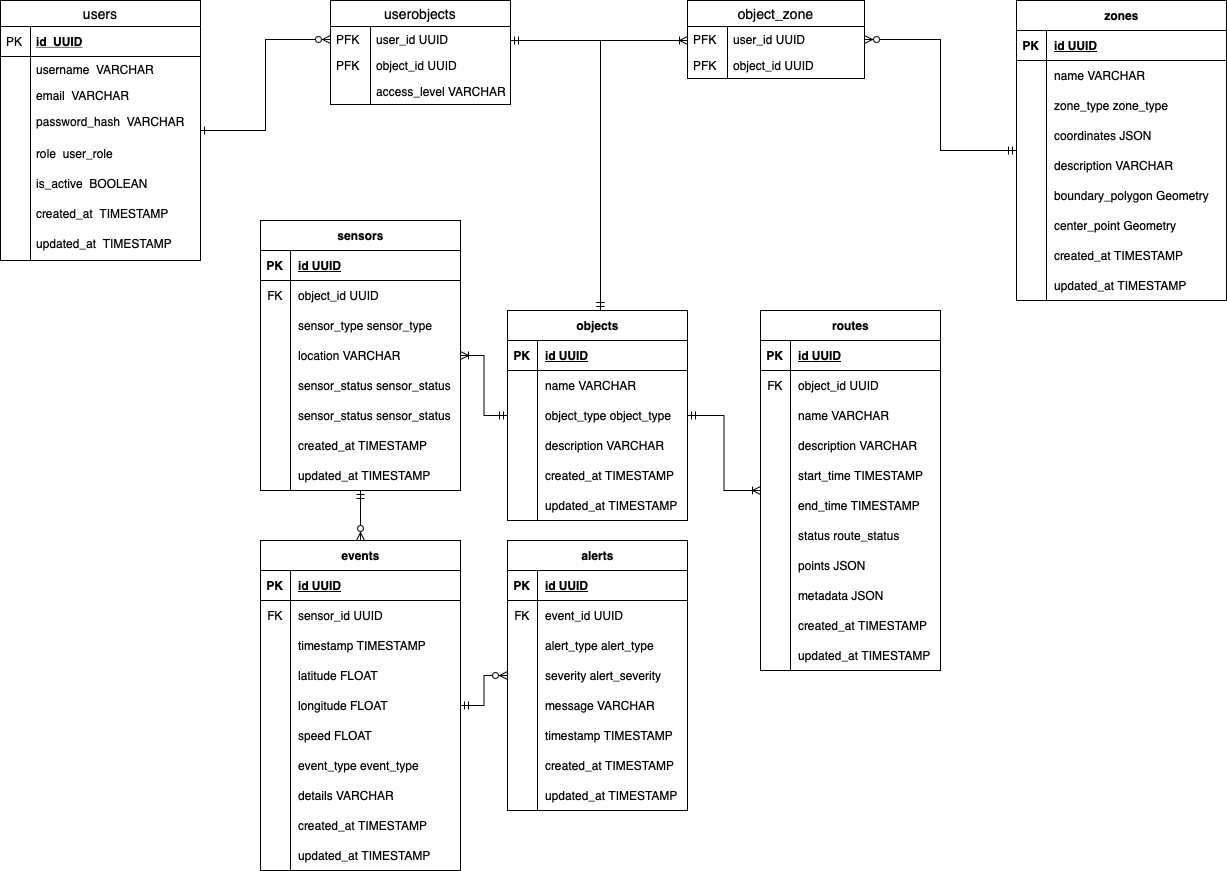 users
PK id UUID
username VARCHAR
email VARCHAR
password_hash VARCHAR
role user_role
is_active BOOLEAN
created_at TIMESTAMP
updated_at TIMESTAMP
userobjects
PFK user_id UUID
PFK object_id UUID
access_level VARCHAR
object_zone
PFK user_id UUID
PFK object_id UUID
zones
PK id UUID
name VARCHAR
zone_type zone_type
coordinates JSON
description VARCHAR
boundary_polygon Geometry
center_point Geometry
created_at TIMESTAMP
updated_at TIMESTAMP
sensors
PK id UUID
FK object_id UUID
sensor_type sensor_type
location VARCHAR
sensor_status sensor_status
sensor_status sensor_status
created_at TIMESTAMP
updated_at TIMESTAMP
objects
PK id UUID
name VARCHAR
object_type object_type
description VARCHAR
created_at TIMESTAMP
updated_at TIMESTAMP
routes
PK id UUID
FK object_id UUID
name VARCHAR
description VARCHAR
start_time TIMESTAMP
end_time TIMESTAMP
status route_status
points JSON
metadata JSON
created_at TIMESTAMP
updated_at TIMESTAMP
events
PK id UUID
FK sensor_id UUID
timestamp TIMESTAMP
latitude FLOAT
longitude FLOAT
speed FLOAT
event_type event_type
details VARCHAR
created_at TIMESTAMP
updated_at TIMESTAMP
alerts
PK id UUID
FK event_id UUID
alert_type alert_type
severity alert_severity
message VARCHAR
timestamp TIMESTAMP
created_at TIMESTAMP
updated_at TIMESTAMP